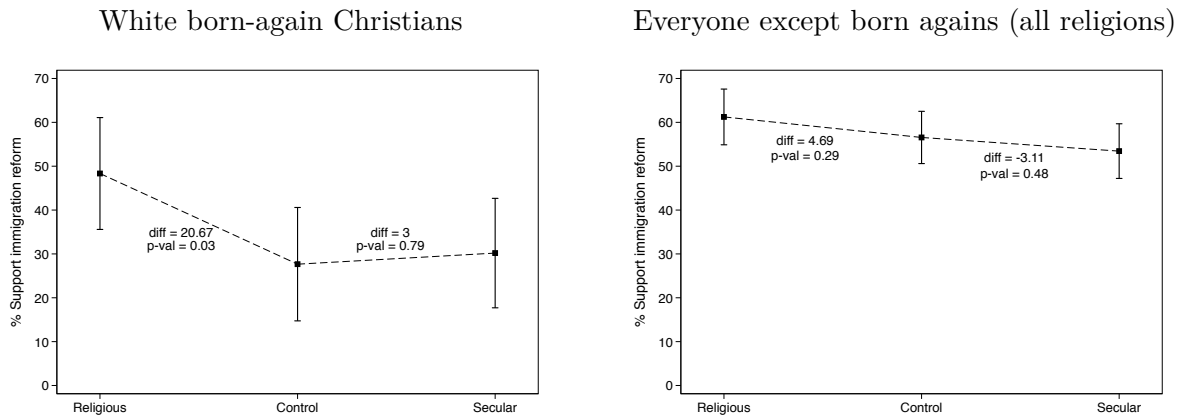 White born-again Christians
% Support immigration reform
70
60
50
40
30
20
10
0
diff = 20.67
p-val = 0.03
diff = 3
p-val = 0.79
Religious
Control
Secular
Everyone except born agains (all religions)
% Support immigration reform
70
60
50
40
30
20
10
0
diff = 4.69
p-val = 0.29
diff = -3.11
p-val = 0.48
Religious
Control
Secular